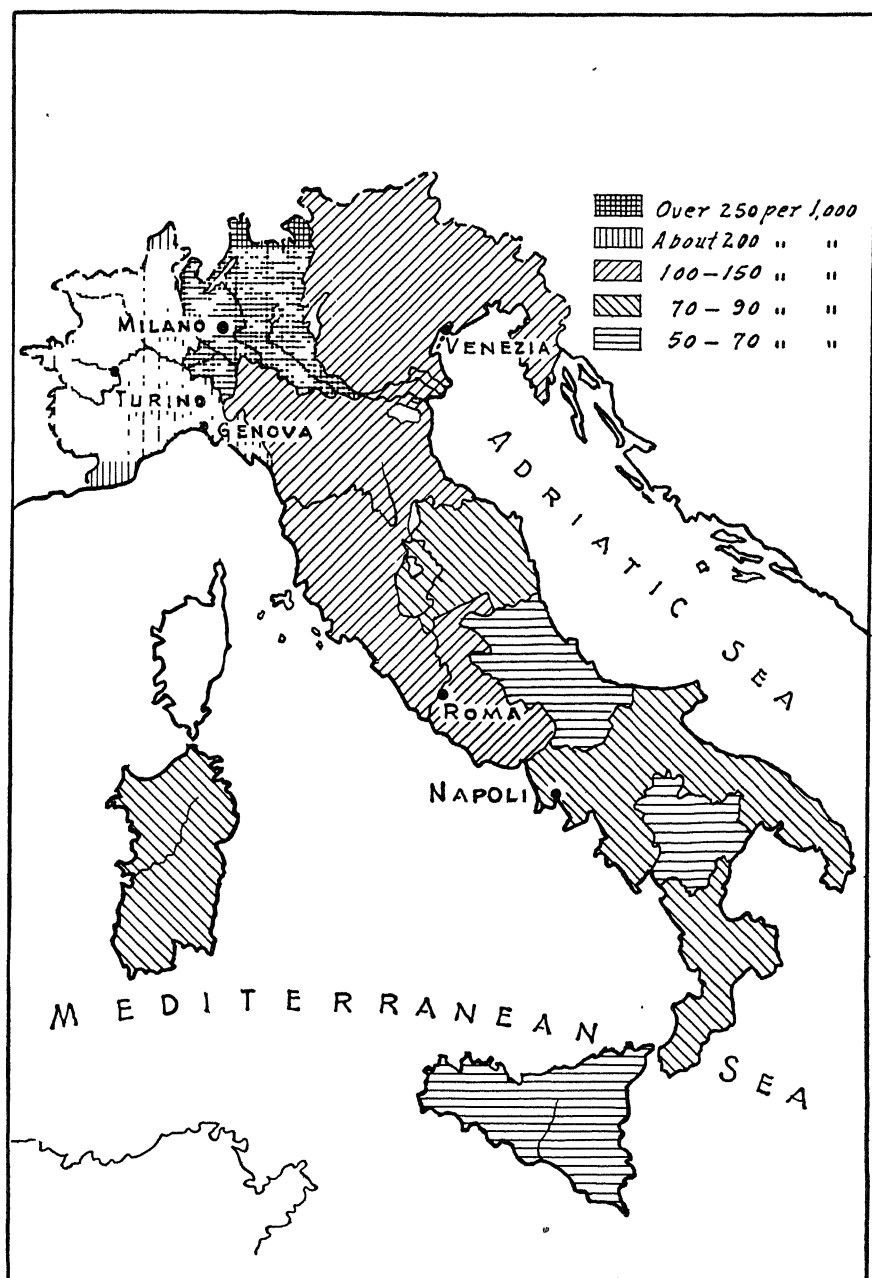 Over 250 per 1,000
About 200 " "
100-150 " "
70-90 " "
50-70 " "
MILANO
VENEZIA
TURINO
GENOVA
ADRIATIC SEA
ROMA
NAPOLI
MEDITERRANEAN SEA